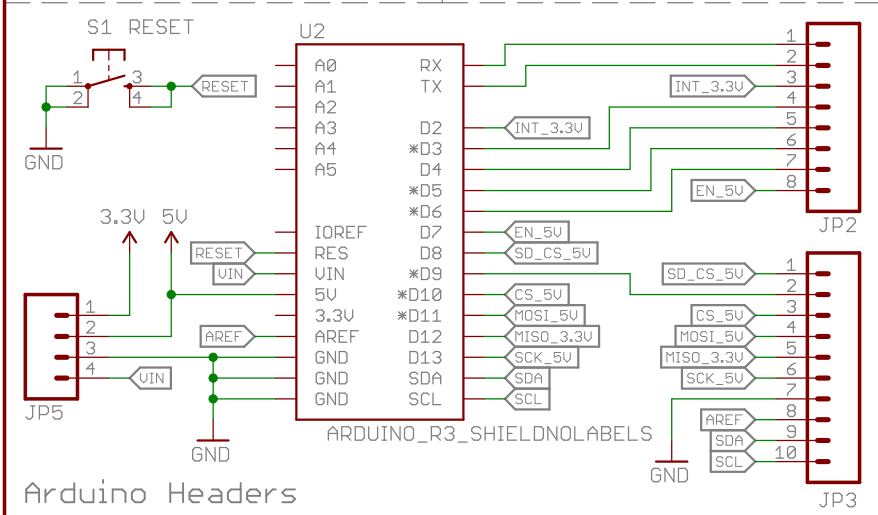 S1 RESET
1
2
3
4
RESET
GND
3.3V
5V
RESET
VIN
AREF
1
2
3
4
VIN
JP5
GND
U2
A0
A1
A2
A3
A4
A5
IOREF
RES
VIN
5V
3.3V
AREF
GND
GND
GND
RX
TX
D2
*D3
D4
*D5
*D6
D7
D8
*D9
*D10
*D11
D12
D13
SDA
SCL
INT_3.3V
EN_5V
SD_CS_5V
CS_5V
MOSI_5V
MISO_3.3V
SCK_5V
SDA
SCL
ARDUINO_R3_SHIELDNOLABELS
1
2
INT_3.3V
3
4
5
6
7
EN_5V
8
JP2
SD_CS_5V
1
2
CS_5V
3
MOSI_5V
4
MISO_3.3V
5
SCK_5V
6
7
AREF
8
SDA
9
SCL
10
GND
JP3
Arduino Headers